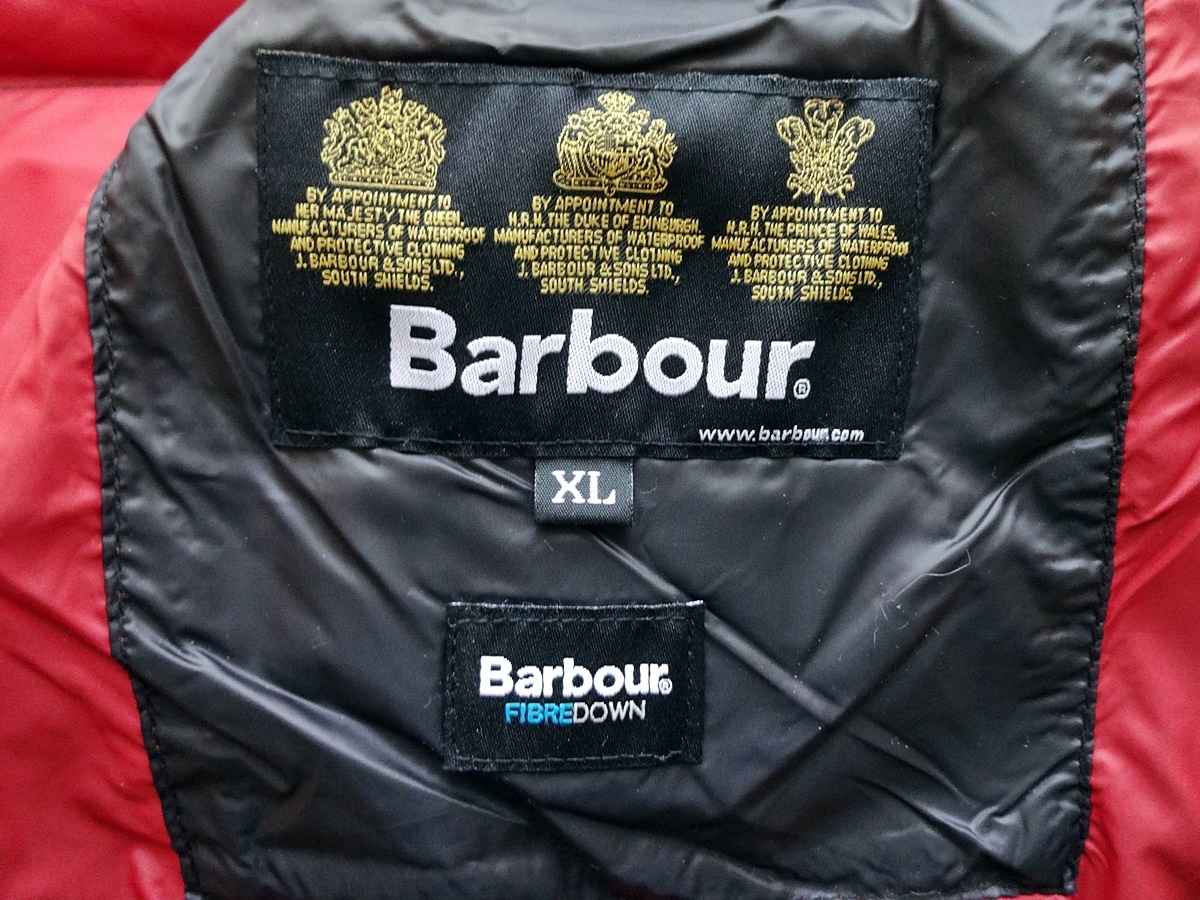 BY APPOINTMENT TO
HER MAJESTY THE QUEEN,
MANUFACTURERS OF WATERPROOF
AND PROTECTIVE CLOTHING
J. BARBOUR & SONS LTD.,
SOUTH SHIELDS.
BY APPOINTMENT TO
H.R.H. THE DUKE OF EDINBURGH
MANUFACTURERS OF WATERPROOF
AND PROTECTIVE CLOTHING
J. BARBOUR & SONS LTD.,
SOUTH SHIELDS.
BY APPOINTMENT TO
H.R.H. THE PRINCE OF WALES,
MANUFACTURERS OF WATERPROOF
AND PROTECTIVE CLOTHING
J. BARBOUR & SONS LTD.,
SOUTH SHIELDS.
Barbour®
www.barbour.com
XL
Barbour®
FIBREDOWN